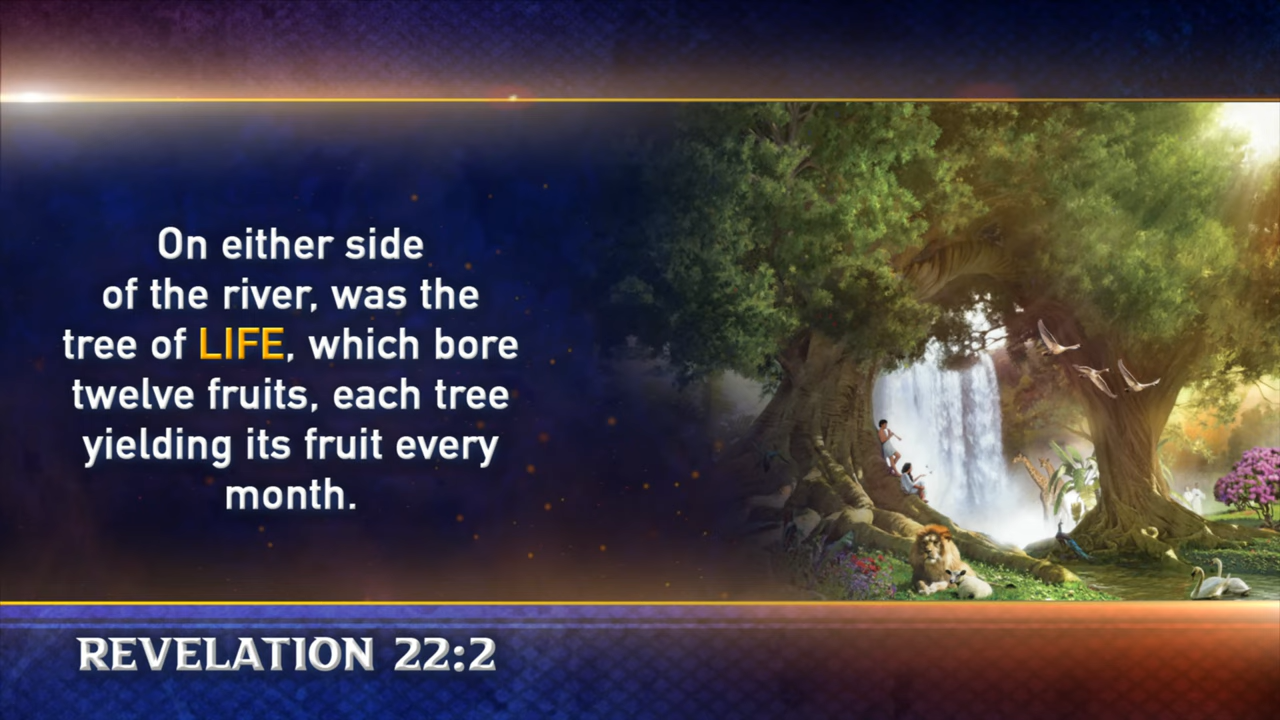 On either side
of the river, was the
tree of LIFE, which bore
twelve fruits, each tree
yielding its fruit every
month.
REVELATION 22:2